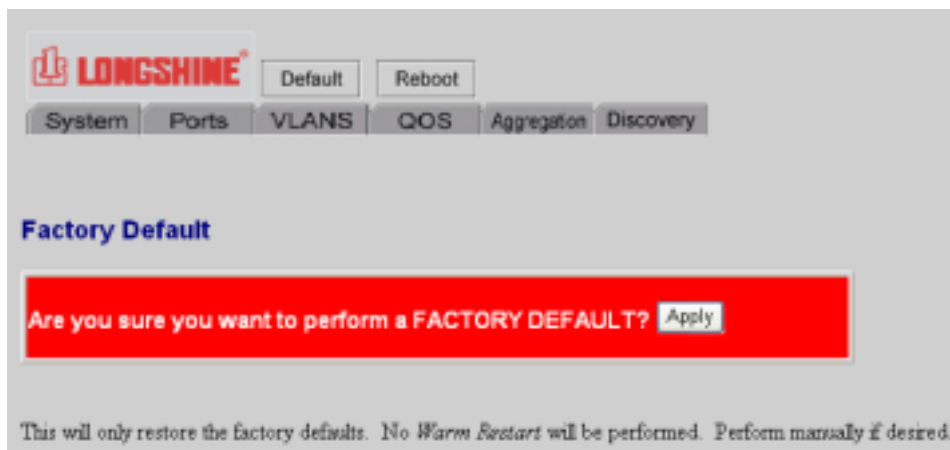 LONGSHINE®
Default Reboot
System Ports VLANS QOS Aggregation Discovery
Factory Default
Are you sure you want to perform a FACTORY DEFAULT? Apply
This will only restore the factory defaults. No Warm Restart will be performed. Perform manually if desired.